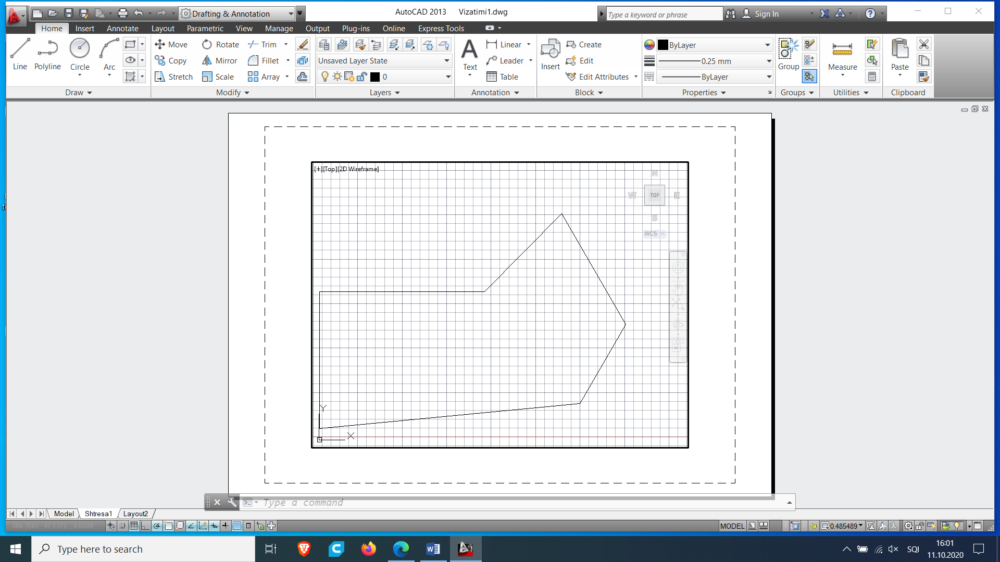 Drafting & Annotation
AutoCAD 2013 Vizatimi1.dwg
Type a keyword or phrase
Sign In
Home Insert Annotate Layout Parametric View Manage Output Plug-ins Online Express Tools
Line Polyline Circle Arc
Move Rotate Trim
Copy Mirror Fillet
Stretch Scale Array
Unsaved Layer State
0
Text
Linear
Leader
Table
Insert
Create
Edit
Edit Attributes
ByLayer
0.25 mm
ByLayer
Group
Measure
Paste
Draw Modify Layers Annotation Block Properties Groups Utilities Clipboard
[+][Top][2D Wireframe]
N
W TOP E
S
WCS
Y
X
Type a command
Model Shtresa1 Layout2
386.3561, 47.1372, 0.0000
MODEL
0.485489
Type here to search
SQI
16:01
11.10.2020